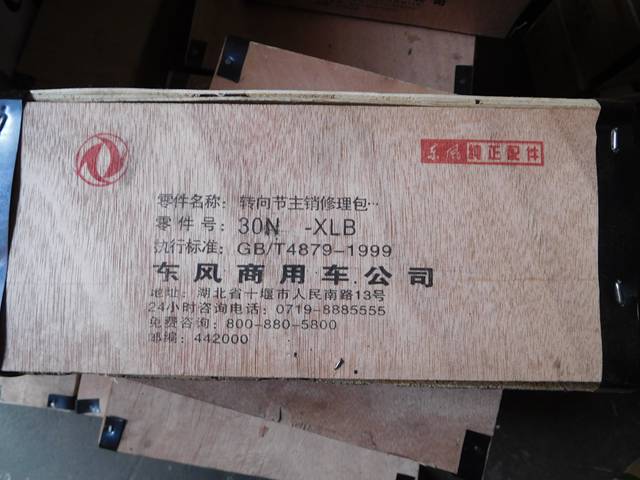 东风 纯正配件
零件名称: 转向节主销修理包…
零件号: 30N -XLB
执行标准: GB/T4879-1999
东风商用车公司
地址: 湖北省十堰市人民南路13号
24小时咨询电话: 0719-8885555
免费咨询: 800-880-5800
邮编: 442000